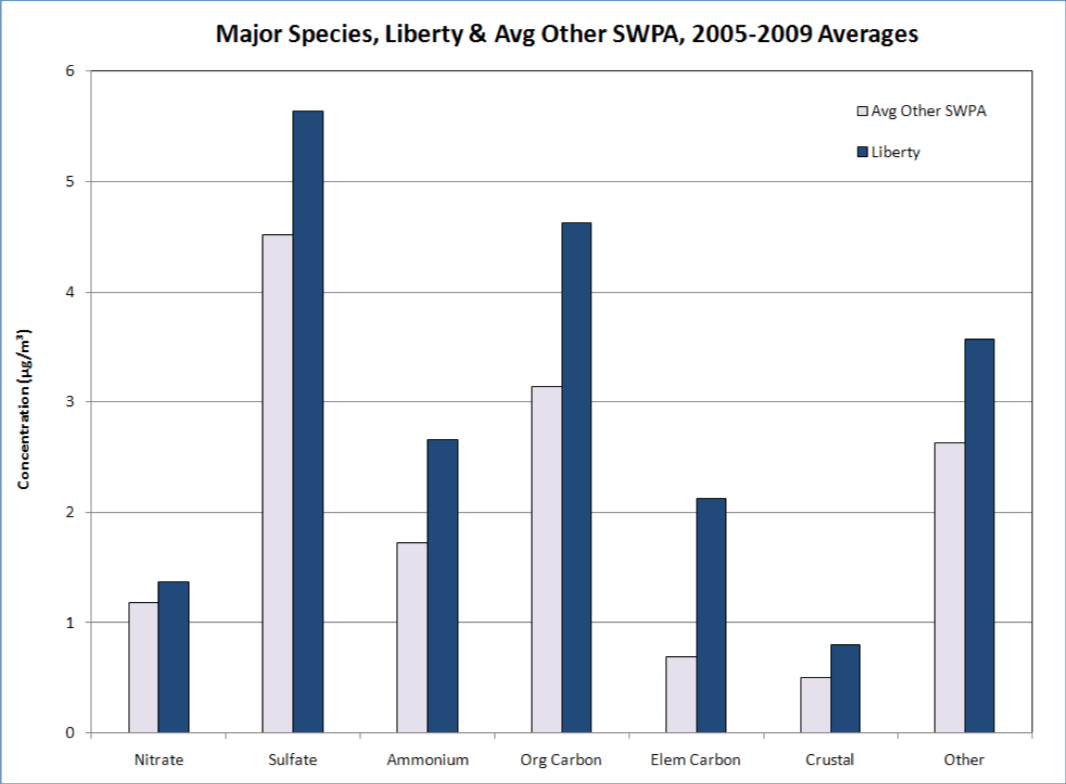 Major Species, Liberty & Avg Other SWPA, 2005-2009 Averages
6
5
4
3
2
1
0
Concentration (µg/m³)
Avg Other SWPA
Liberty
Nitrate Sulfate Ammonium Org Carbon Elem Carbon Crustal Other